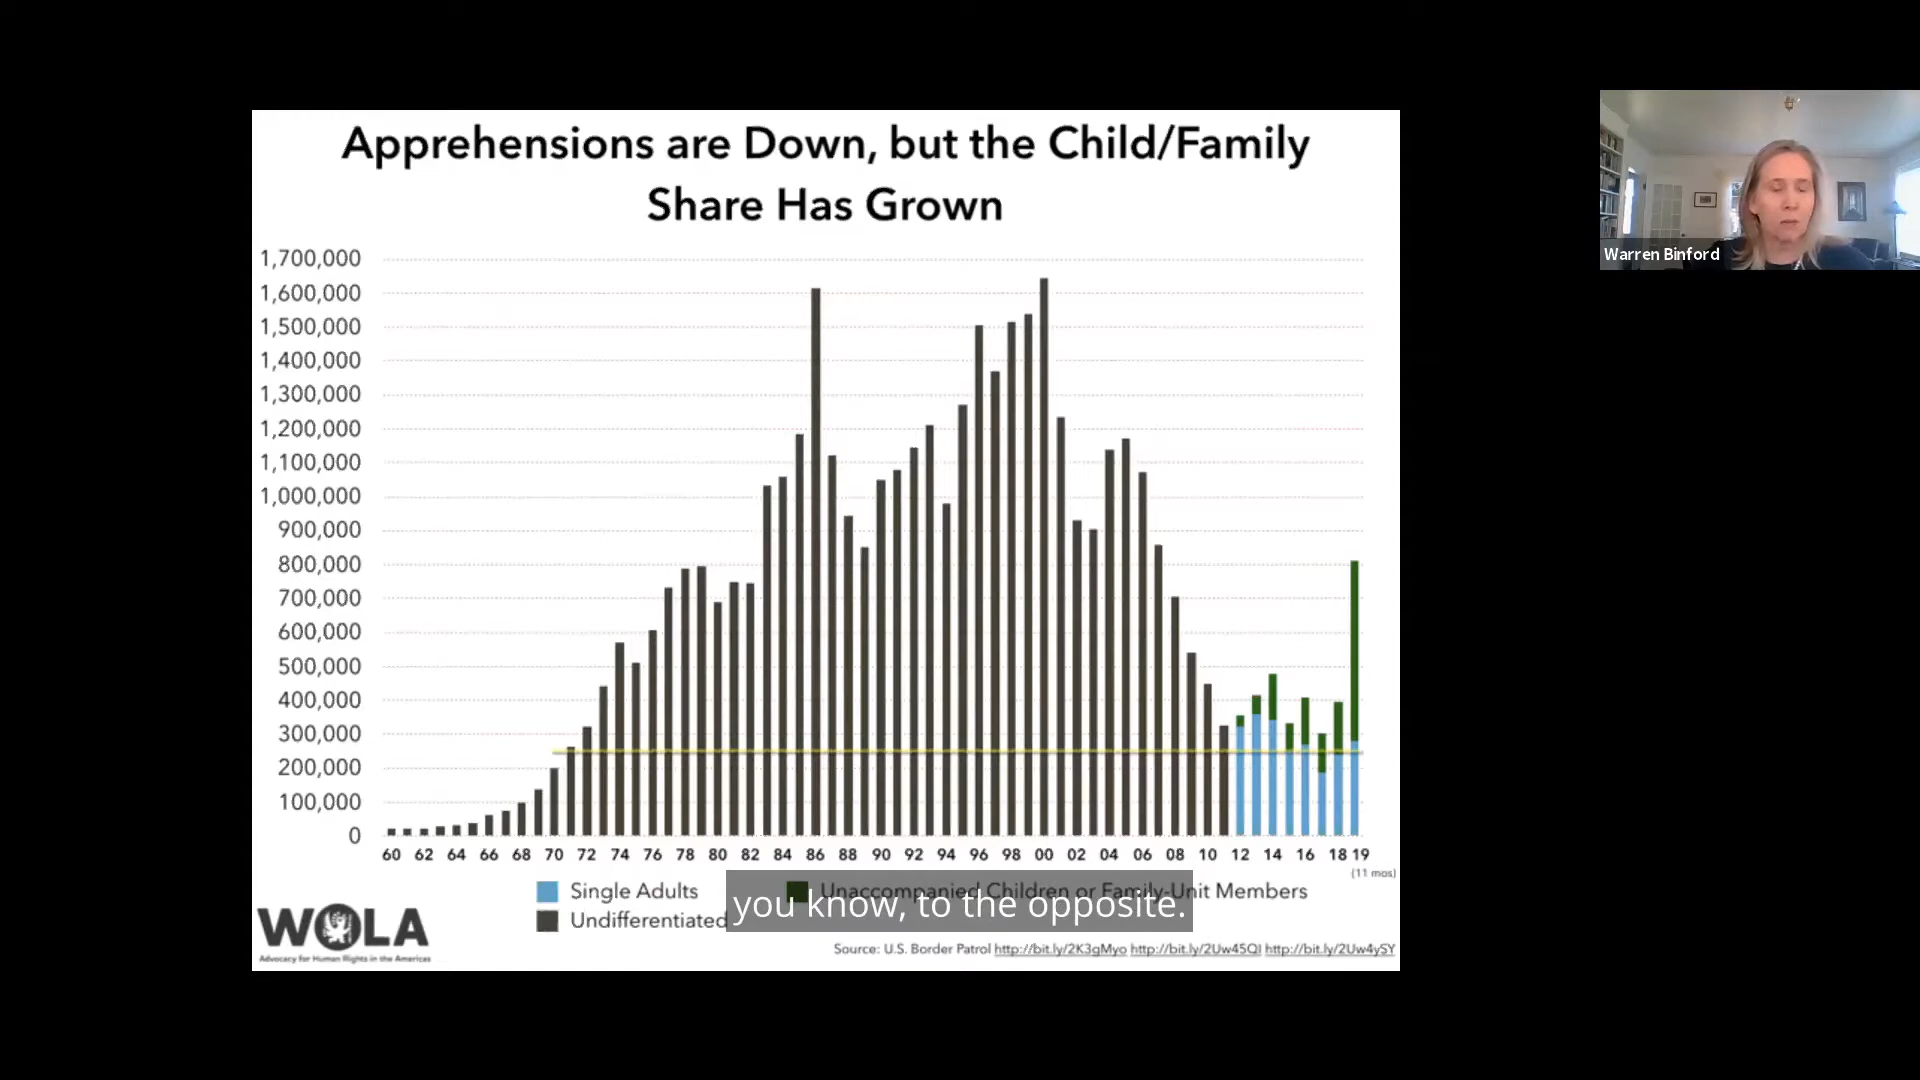 Apprehensions are Down, but the Child/Family
Share Has Grown
1,700,000
1,600,000
1,500,000
1,400,000
1,300,000
1,200,000
1,100,000
1,000,000
900,000
800,000
700,000
600,000
500,000
400,000
300,000
200,000
100,000
0
60 62 64 66 68 70 72 74 76 78 80 82 84 86 88 90 92 94 96 98 00 02 04 06 08 10 12 14 16 18 19
(11 mos)
Single Adults
Unaccompanied Children or Family-Unit Members
Undifferentiated
you know, to the opposite.
WOLA
Advocacy for Human Rights in the Americas
Source: U.S. Border Patrol http://bit.ly/2K3gMyo http://bit.ly/2Uw45QI http://bit.ly/2Uw4ySY
Warren Binford